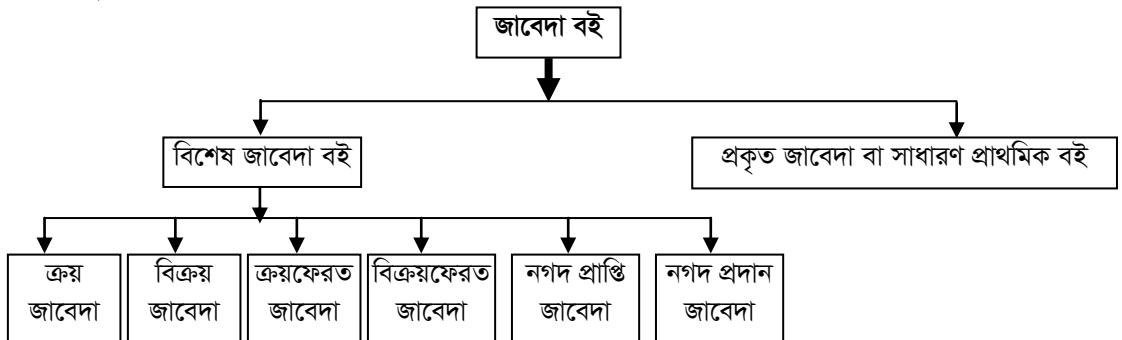 জাবেদা বই
বিশেষ জাবেদা বই
প্রকৃত জাবেদা বা সাধারণ প্রাথমিক বই
ক্রয়
জাবেদা
বিক্রয়
জাবেদা
ক্রয়ফেরত
জাবেদা
বিক্রয়ফেরত
জাবেদা
নগদ প্রাপ্তি
জাবেদা
নগদ প্রদান
জাবেদা